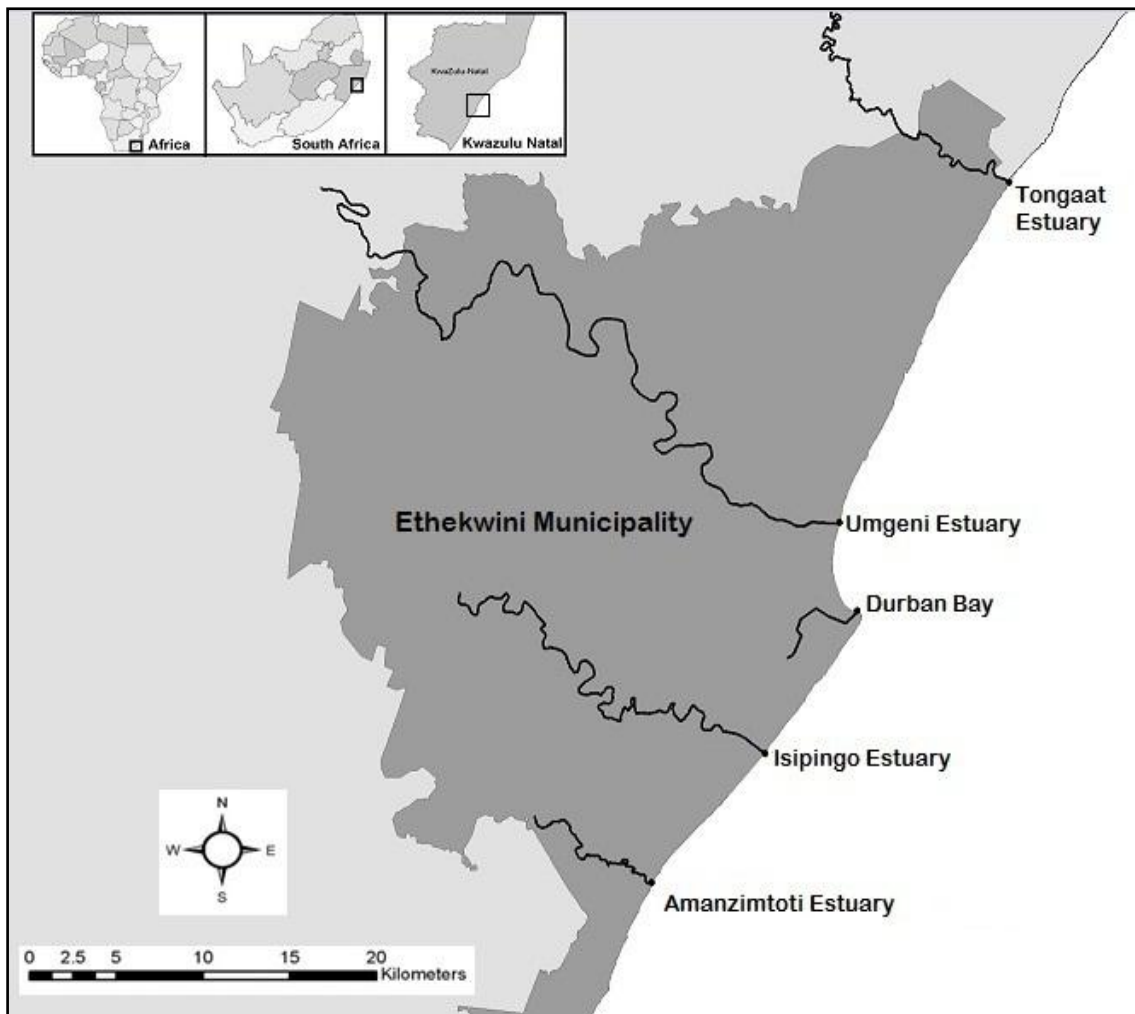 KwaZulu-Natal
Africa
South Africa
Kwazulu Natal
Tongaat
Estuary
Ethekwini Municipality
Umgeni Estuary
Durban Bay
Isipingo Estuary
N
W E
S
Amanzimtoti Estuary
0 2.5 5 10 15 20
Kilometers